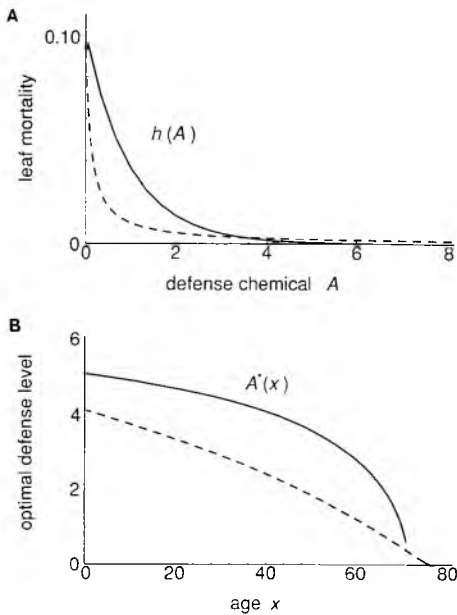 A
0.10
leaf mortality
h(A)
0
0 2 4 6 8
defense chemical A
B
6
4
2
0
optimal defense level
A*(x)
0 20 40 60 80
age x